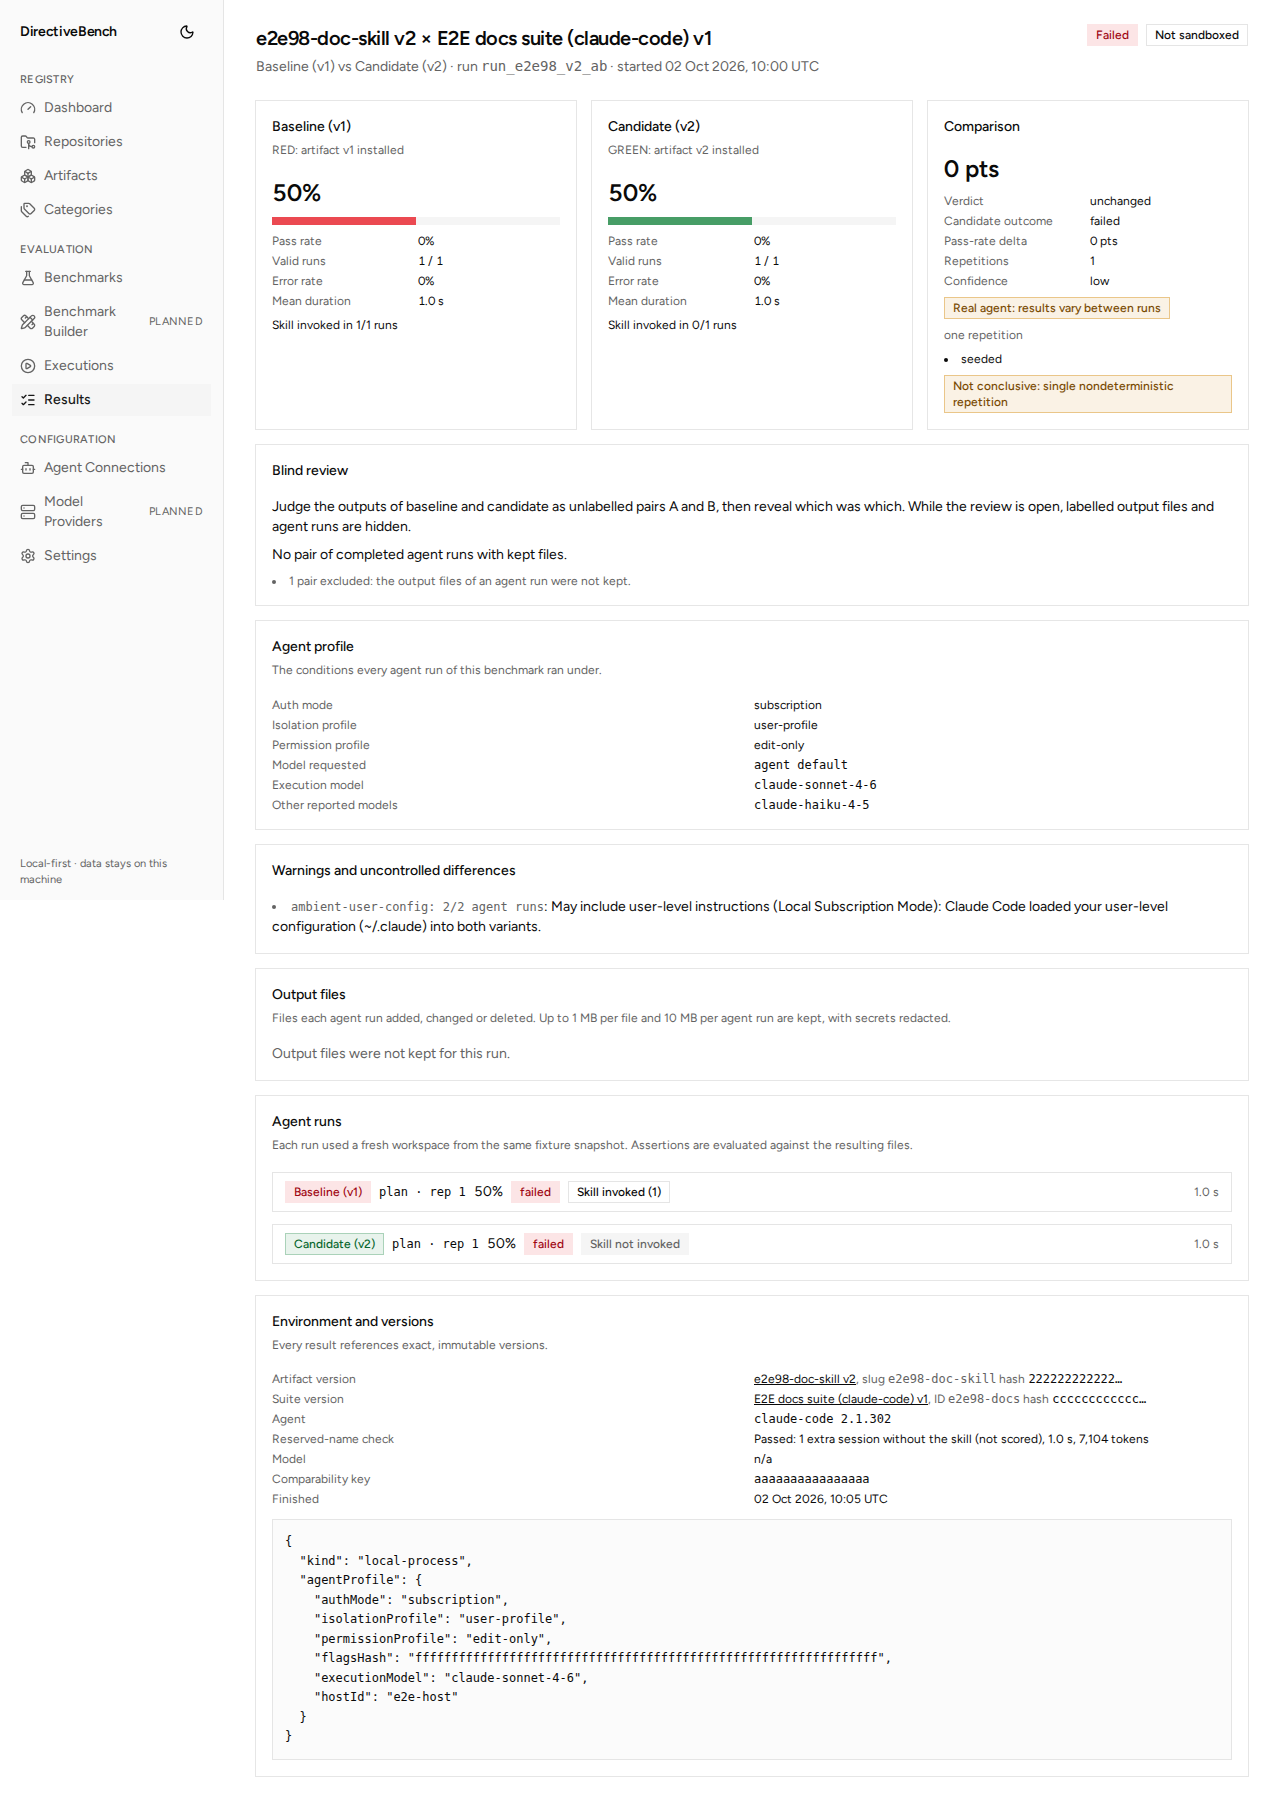 DirectiveBench
REGISTRY
Dashboard
Repositories
Artifacts
Categories
EVALUATION
Benchmarks
Benchmark
Builder
PLANNED
Executions
Results
CONFIGURATION
Agent Connections
Model
Providers
PLANNED
Settings
Local-first · data stays on this
machine
e2e98-doc-skill v2 × E2E docs suite (claude-code) v1
Failed
Not sandboxed
Baseline (v1) vs Candidate (v2) · run run_e2e98_v2_ab · started 02 Oct 2026, 10:00 UTC
Baseline (v1)
RED: artifact v1 installed
50%
Pass rate 0%
Valid runs 1 / 1
Error rate 0%
Mean duration 1.0 s
Skill invoked in 1/1 runs
Candidate (v2)
GREEN: artifact v2 installed
50%
Pass rate 0%
Valid runs 1 / 1
Error rate 0%
Mean duration 1.0 s
Skill invoked in 0/1 runs
Comparison
0 pts
Verdict unchanged
Candidate outcome failed
Pass-rate delta 0 pts
Repetitions 1
Confidence low
Real agent: results vary between runs
one repetition
• seeded
Not conclusive: single nondeterministic
repetition
Blind review
Judge the outputs of baseline and candidate as unlabelled pairs A and B, then reveal which was which. While the review is open, labelled output files and
agent runs are hidden.
No pair of completed agent runs with kept files.
• 1 pair excluded: the output files of an agent run were not kept.
Agent profile
The conditions every agent run of this benchmark ran under.
Auth mode subscription
Isolation profile user-profile
Permission profile edit-only
Model requested agent default
Execution model claude-sonnet-4-6
Other reported models claude-haiku-4-5
Warnings and uncontrolled differences
• ambient-user-config: 2/2 agent runs: May include user-level instructions (Local Subscription Mode): Claude Code loaded your user-level
configuration (~/.claude) into both variants.
Output files
Files each agent run added, changed or deleted. Up to 1 MB per file and 10 MB per agent run are kept, with secrets redacted.
Output files were not kept for this run.
Agent runs
Each run used a fresh workspace from the same fixture snapshot. Assertions are evaluated against the resulting files.
Baseline (v1) plan · rep 1 50% failed Skill invoked (1) 1.0 s
Candidate (v2) plan · rep 1 50% failed Skill not invoked 1.0 s
Environment and versions
Every result references exact, immutable versions.
Artifact version e2e98-doc-skill v2, slug e2e98-doc-skill hash 222222222222…
Suite version E2E docs suite (claude-code) v1, ID e2e98-docs hash cccccccccccc…
Agent claude-code 2.1.302
Reserved-name check Passed: 1 extra session without the skill (not scored), 1.0 s, 7,104 tokens
Model n/a
Comparability key aaaaaaaaaaaaaaaa
Finished 02 Oct 2026, 10:05 UTC
{
"kind": "local-process",
"agentProfile": {
"authMode": "subscription",
"isolationProfile": "user-profile",
"permissionProfile": "edit-only",
"flagsHash": "ffffffffffffffffffffffffffffffffffffffffffffffffffffffffffffffff",
"executionModel": "claude-sonnet-4-6",
"hostId": "e2e-host"
}
}